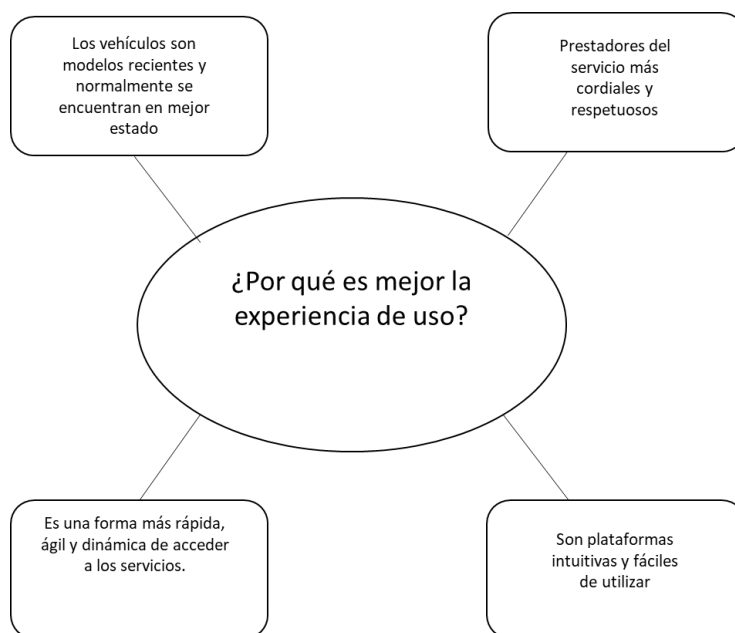 Los vehículos son
modelos recientes y
normalmente se
encuentran en mejor
estado
Prestadores del
servicio más
cordiales y
respetuosos
¿Por qué es mejor la
experiencia de uso?
Es una forma más rápida,
ágil y dinámica de acceder
a los servicios.
Son plataformas
intuitivas y fáciles
de utilizar